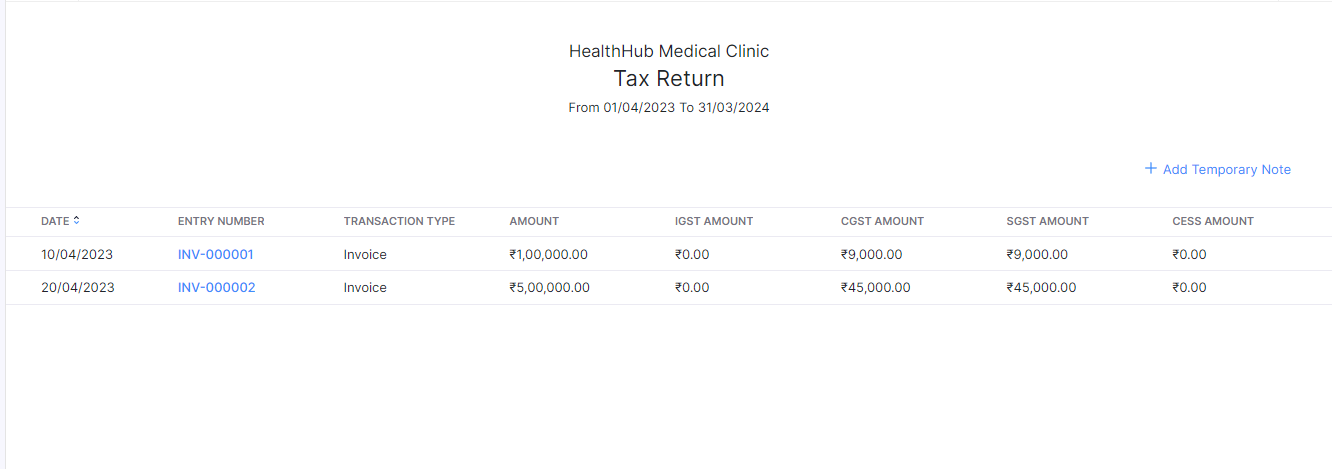 HealthHub Medical Clinic
Tax Return
From 01/04/2023 To 31/03/2024
+ Add Temporary Note
DATE ENTRY NUMBER TRANSACTION TYPE AMOUNT IGST AMOUNT CGST AMOUNT SGST AMOUNT CESS AMOUNT
10/04/2023 INV-000001 Invoice ₹1,00,000.00 ₹0.00 ₹9,000.00 ₹9,000.00 ₹0.00
20/04/2023 INV-000002 Invoice ₹5,00,000.00 ₹0.00 ₹45,000.00 ₹45,000.00 ₹0.00